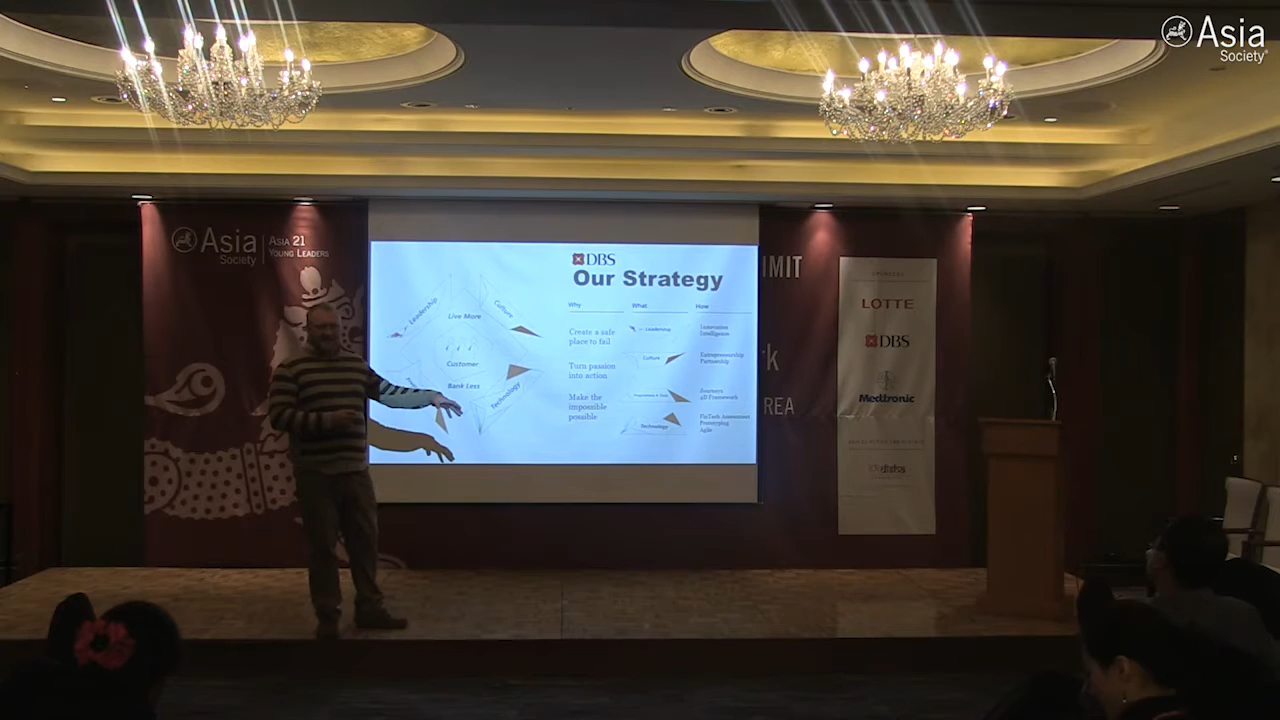 Asia
Society
Asia
Society
ASIA 21
YOUNG LEADERS
DBS
Our Strategy
Why
What
How
Leadership
Culture
Live More
Customer
Bank Less
Technology
Create a safe
place to fail
Turn passion
into action
Make the
impossible
possible
Leadership
Culture
Technology
Innovation
Intelligence
Entrepreneurship
Partnership
Journeys
4D Framework
FinTech Assessment
Prototyping
Agile
IMIT
rk
REA
LOTTE
DBS
Medtronic